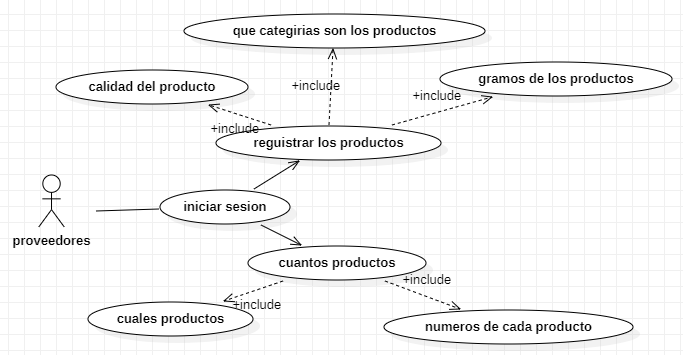 que categirias son los productos
calidad del producto
+include
gramos de los productos
+include
+include
reguistrar los productos
iniciar sesion
proveedores
cuantos productos
+include
+include
cuales productos
numeros de cada producto